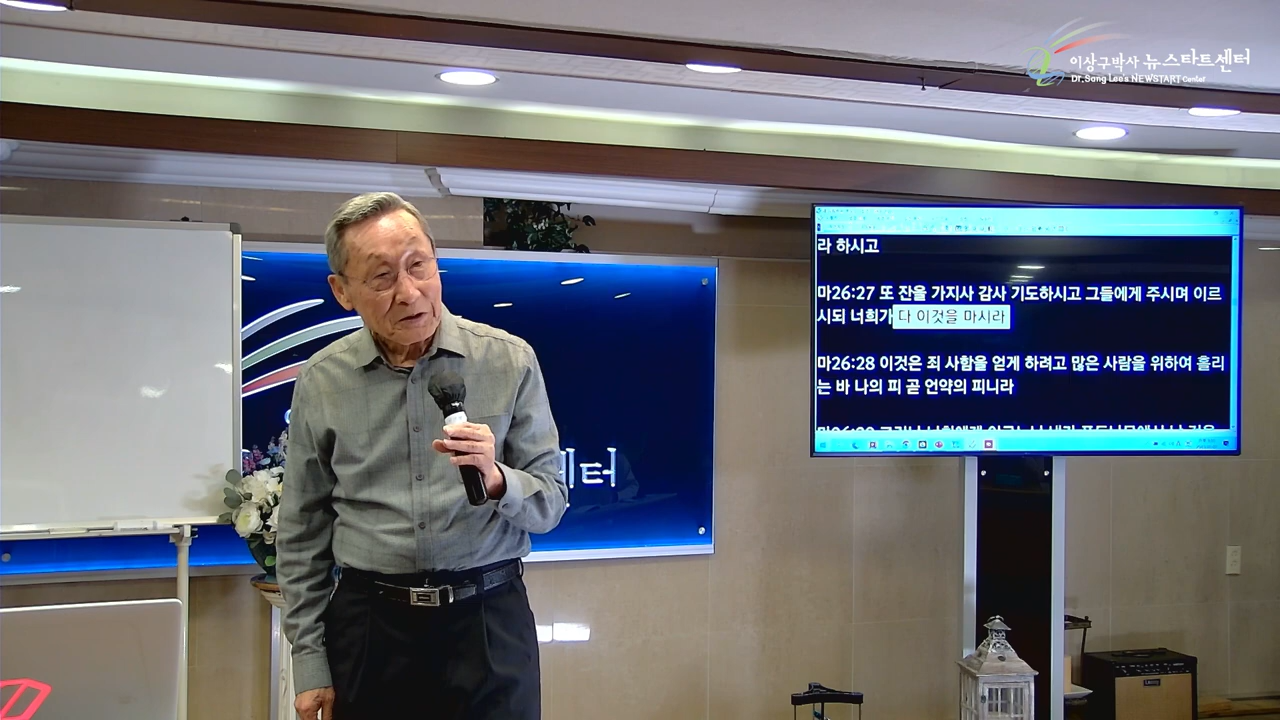 이상구박사 뉴스타트센터
Dr. Sang Lee's NEWSTART Center
라 하시고
마26:27 또 잔을 가지사 감사 기도하시고 그들에게 주시며 이르
시되 너희가 다 이것을 마시라
마26:28 이것은 죄 사함을 얻게 하려고 많은 사람을 위하여 흘리
는 바 나의 피 곧 언약의 피니라
센터